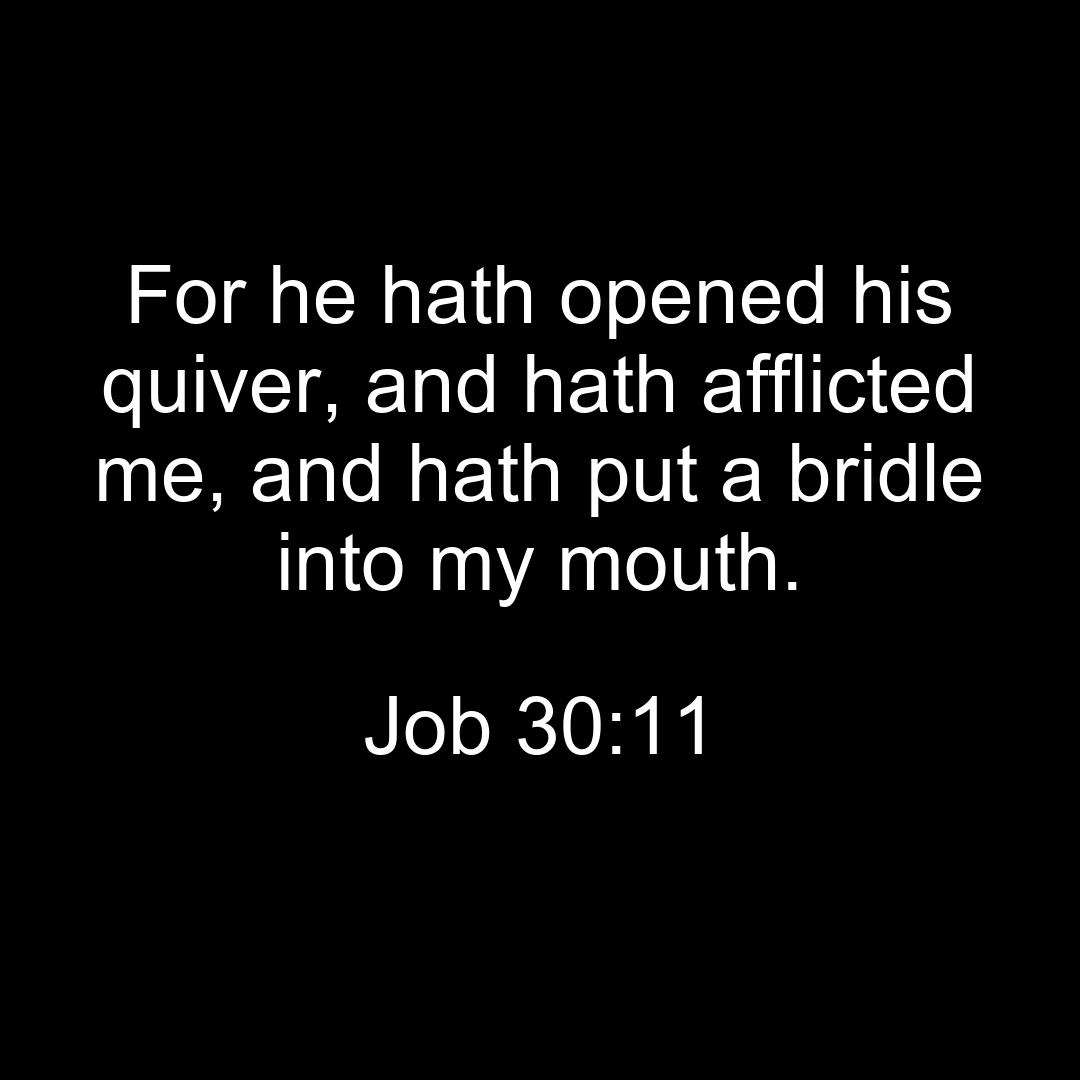 For he hath opened his
quiver, and hath afflicted
me, and hath put a bridle
into my mouth.
Job 30:11